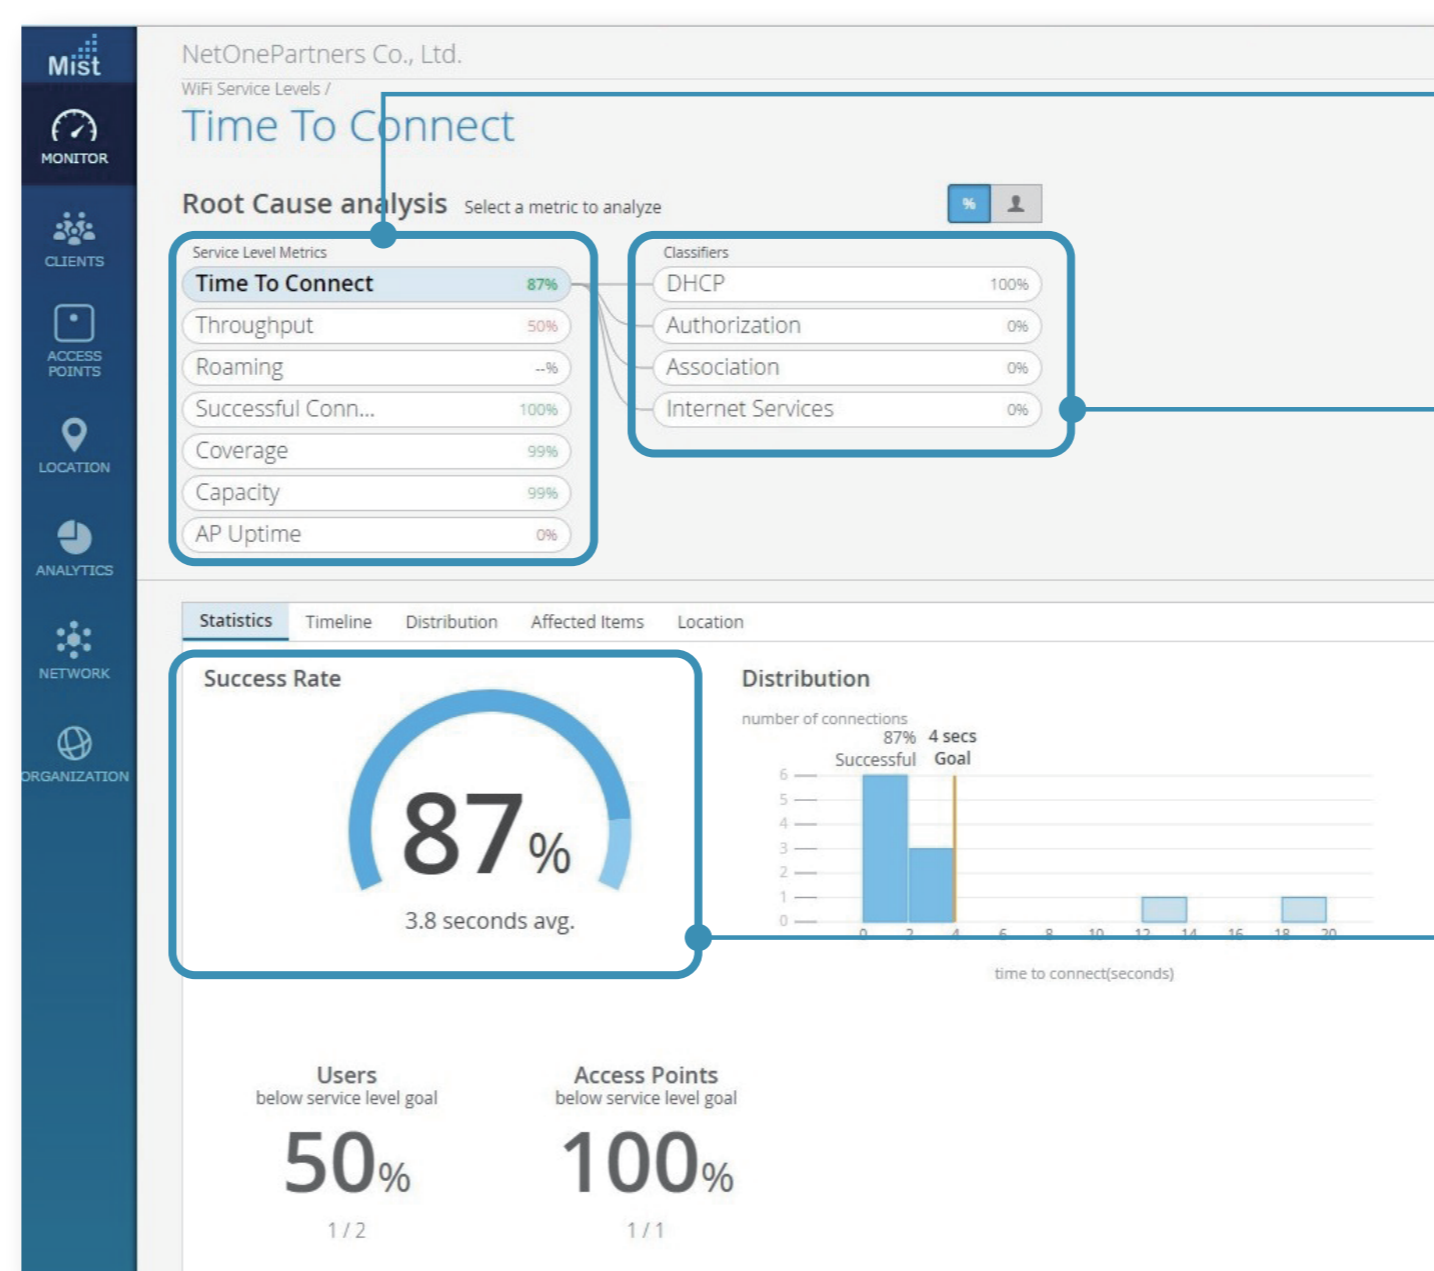 Mist
NetOnePartners Co., Ltd.
WiFi Service Levels /
Time To Connect
MONITOR
CLIENTS
ACCESS
POINTS
LOCATION
ANALYTICS
NETWORK
ORGANIZATION
Root Cause analysis Select a metric to analyze
%
Service Level Metrics
Time To Connect 87%
Throughput 50%
Roaming --%
Successful Conn... 100%
Coverage 99%
Capacity 99%
AP Uptime 0%
Classifiers
DHCP 100%
Authorization 0%
Association 0%
Internet Services 0%
Statistics Timeline Distribution Affected Items Location
Success Rate
87%
3.8 seconds avg.
Distribution
number of connections
87% 4 secs
Successful Goal
6
5
4
3
2
1
0
0 2 4 6 8 10 12 14 16 18 20
time to connect(seconds)
Users
below service level goal
50%
1 / 2
Access Points
below service level goal
100%
1 / 1